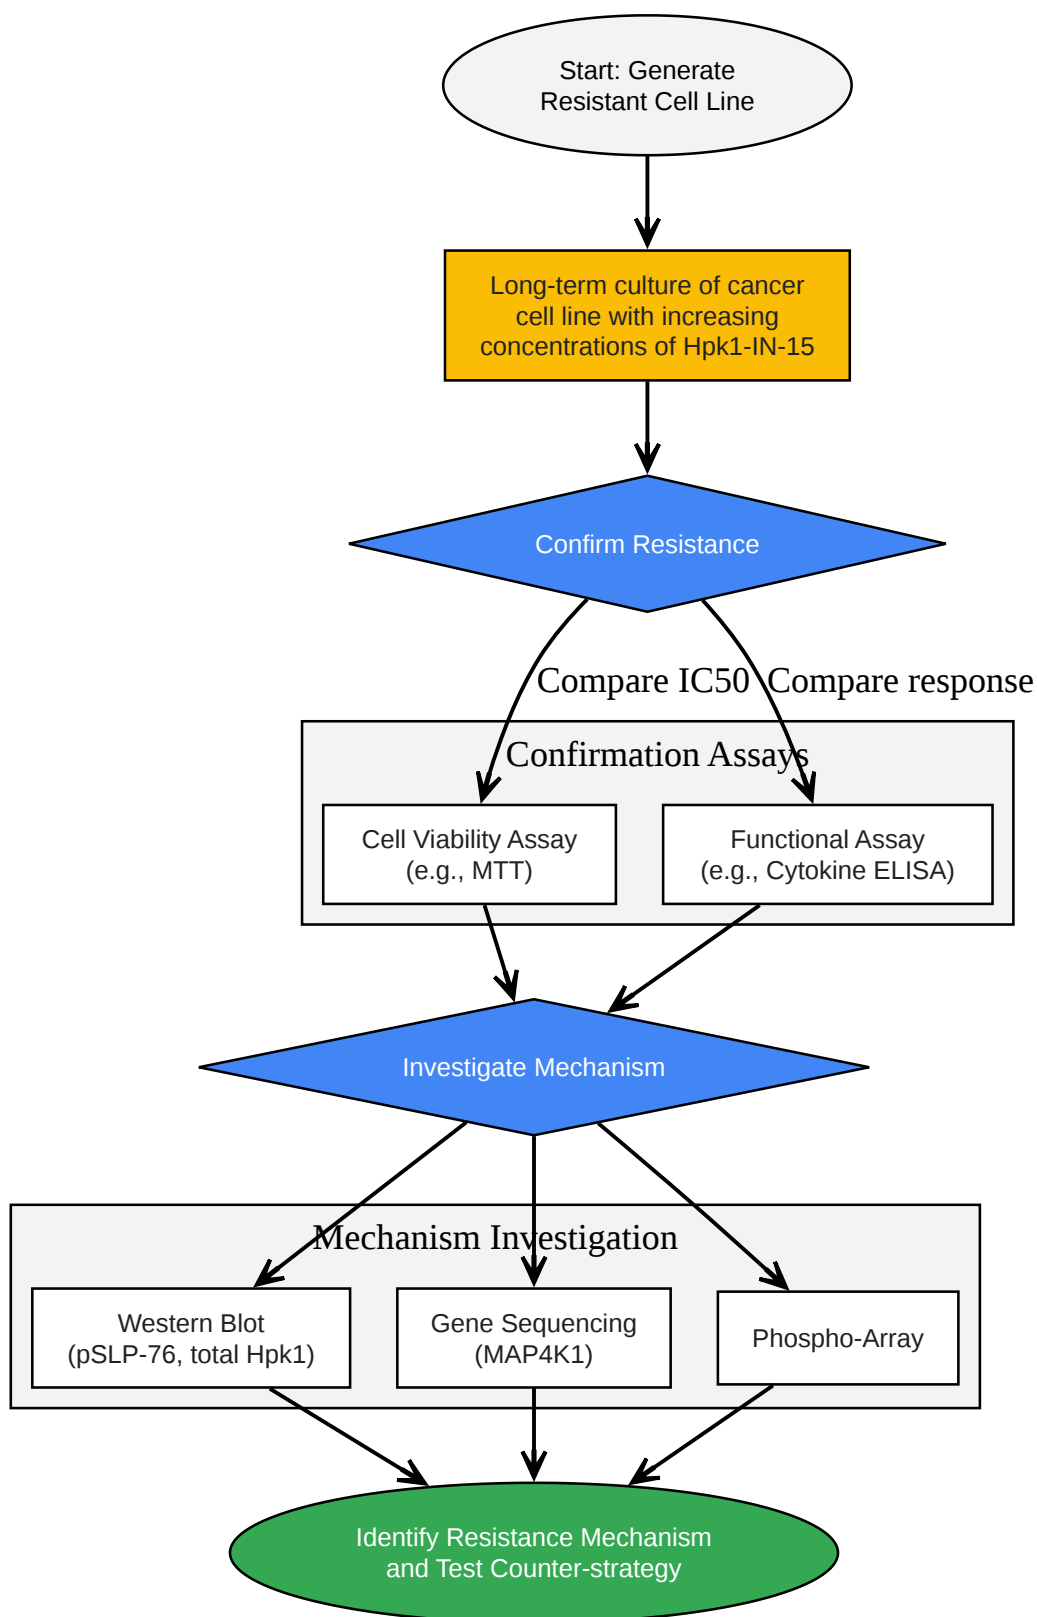 Start: Generate
Resistant Cell Line
Long-term culture of cancer
cell line with increasing
concentrations of Hpk1-IN-15
Confirm Resistance
Compare IC50
Compare response
Confirmation Assays
Cell Viability Assay
(e.g., MTT)
Functional Assay
(e.g., Cytokine ELISA)
Investigate Mechanism
Mechanism Investigation
Western Blot
(pSLP-76, total Hpk1)
Gene Sequencing
(MAP4K1)
Phospho-Array
Identify Resistance Mechanism
and Test Counter-strategy